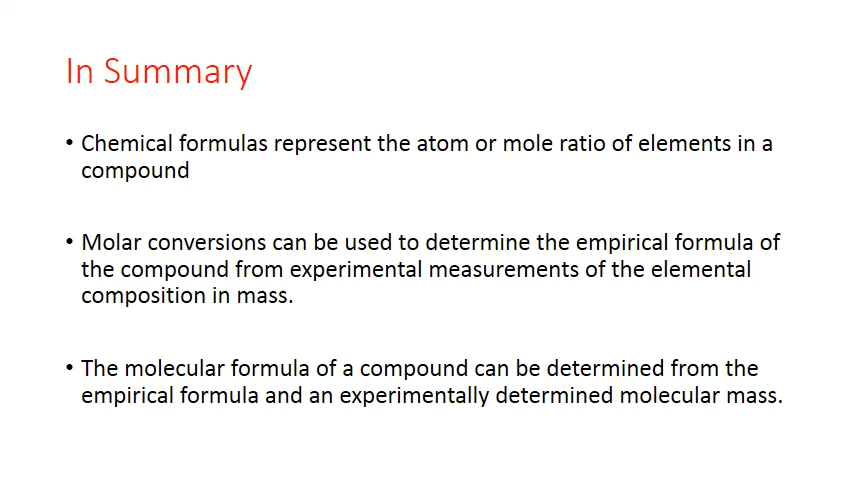 In Summary
• Chemical formulas represent the atom or mole ratio of elements in a
compound
• Molar conversions can be used to determine the empirical formula of
the compound from experimental measurements of the elemental
composition in mass.
• The molecular formula of a compound can be determined from the
empirical formula and an experimentally determined molecular mass.